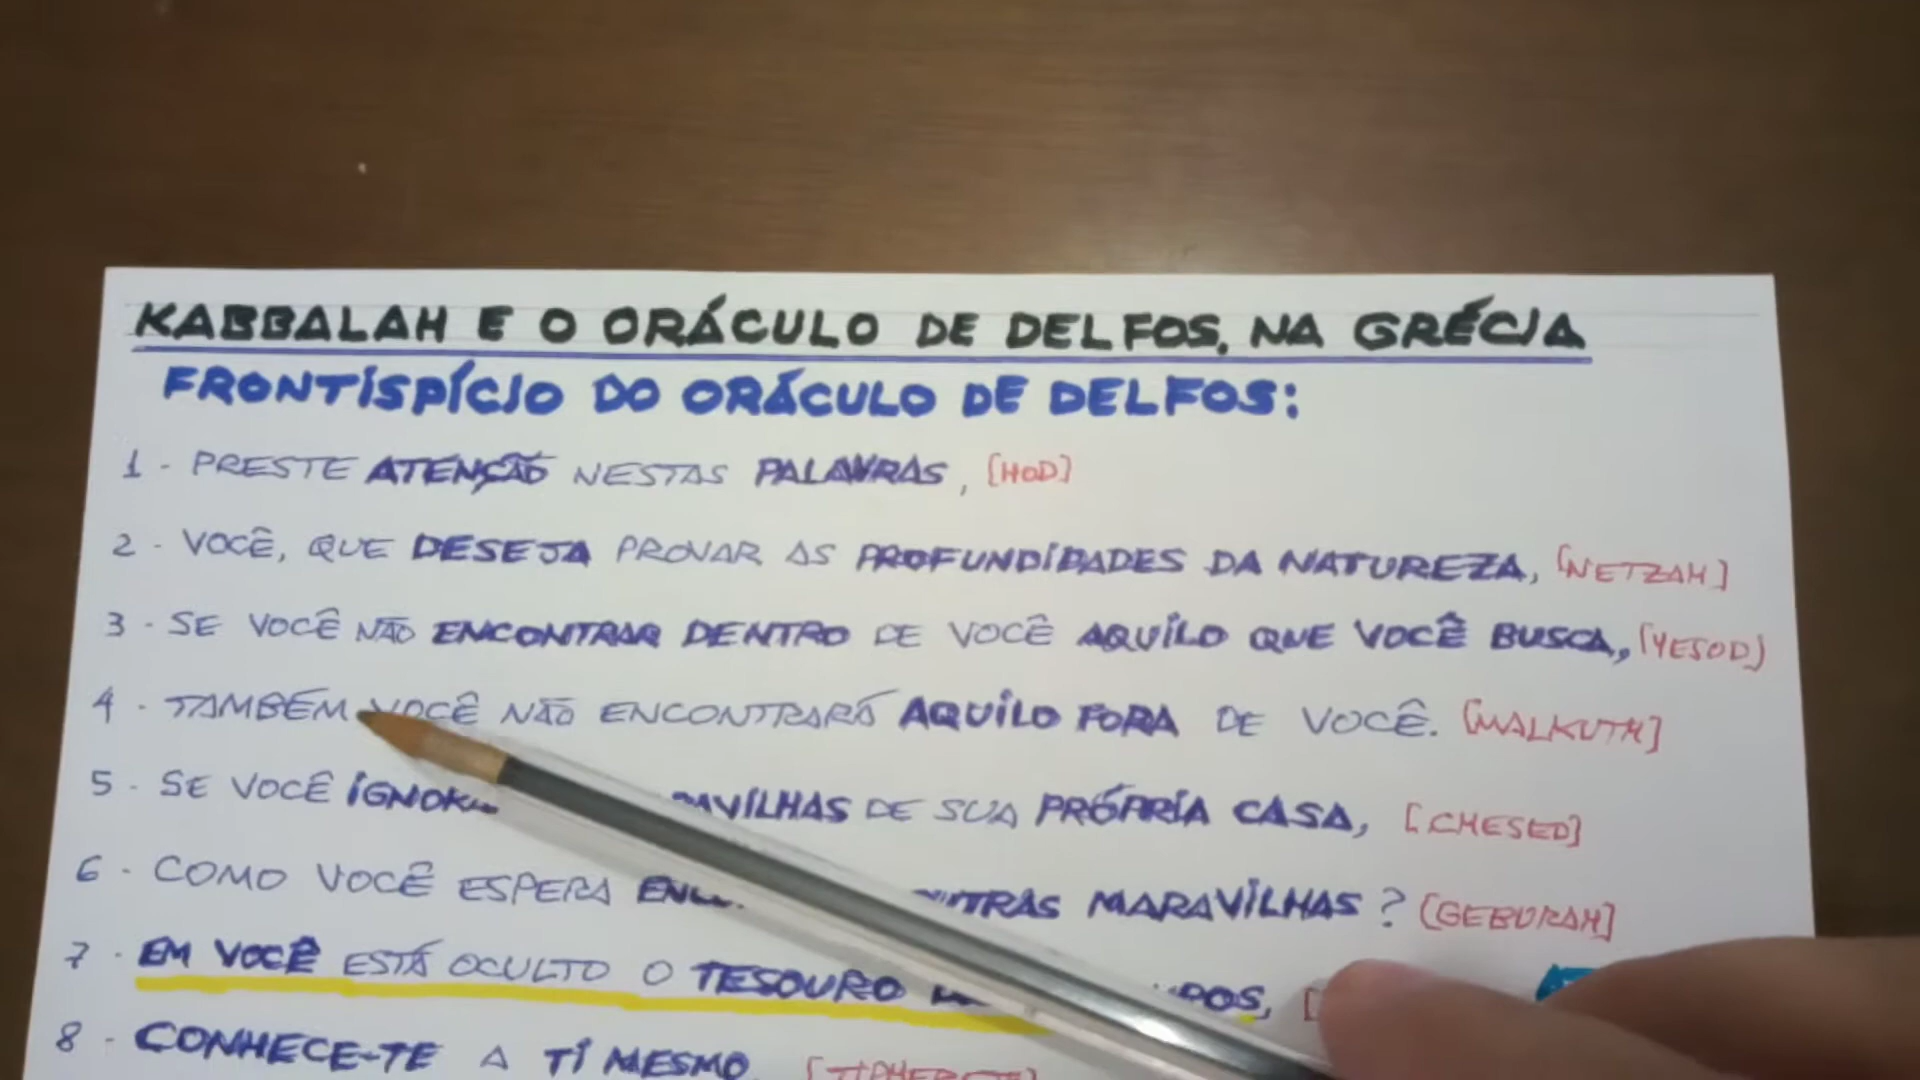 KABBALAH E O ORÁCULO DE DELFOS, NA GRÉCIA
FRONTISPÍCIO DO ORÁCULO DE DELFOS:
1 - PRESTE ATENÇÃO NESTAS PALAVRAS, [HOD]
2 - VOCÊ, QUE DESEJA PROVAR AS PROFUNDIDADES DA NATUREZA, [NETZAH]
3 - SE VOCÊ NÃO ENCONTRAR DENTRO DE VOCÊ AQUILO QUE VOCÊ BUSCA, [YESOD]
4 - TAMBÉM VOCÊ NÃO ENCONTRARÁ AQUILO FORA DE VOCÊ. [MALKUTH]
5 - SE VOCÊ DE SUA PRÓPRIA CASA, [CHESED]
6 - COMO VOCÊ ESPERA MARAVILHAS? [GEBURAH]
7 - EM VOCÊ ESTÁ OCULTO O TESOURO
8 - CONHECE-TE A TI MESMO